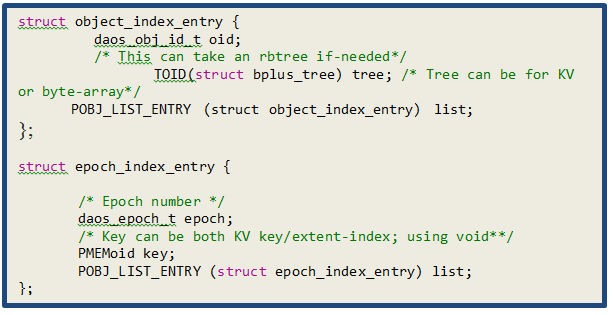 struct object_index_entry {
daos_obj_id_t oid;
/* This can take an rbtree if-needed*/
TOID(struct bplus_tree) tree; /* Tree can be for KV
or byte-array*/
POBJ_LIST_ENTRY (struct object_index_entry) list;
};
struct epoch_index_entry {
/* Epoch number */
daos_epoch_t epoch;
/* Key can be both KV key/extent-index; using void**/
PMEMoid key;
POBJ_LIST_ENTRY (struct epoch_index_entry) list;
};